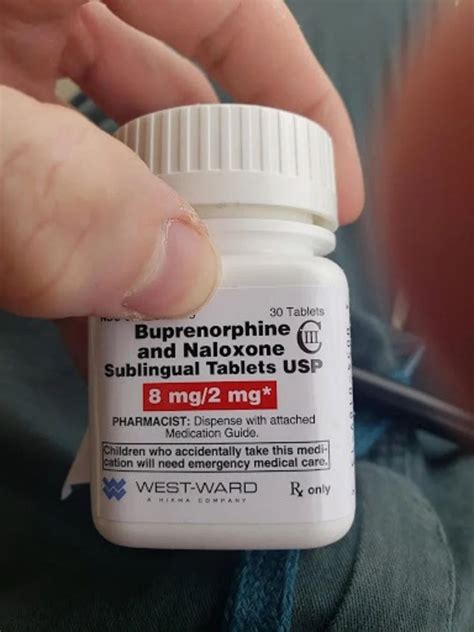 30 Tablets
Buprenorphine CIII
and Naloxone
Sublingual Tablets USP
8 mg/2 mg*
PHARMACIST: Dispense with attached
Medication Guide.
Children who accidentally take this medi-
cation will need emergency medical care.
WEST-WARD
A HIKMA COMPANY
Rx only